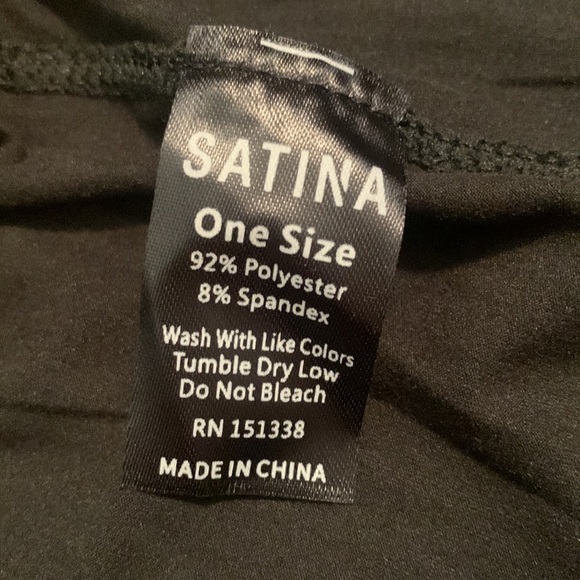 SATINA
One Size
92% Polyester
8% Spandex
Wash With Like Colors
Tumble Dry Low
Do Not Bleach
RN 151338
MADE IN CHINA